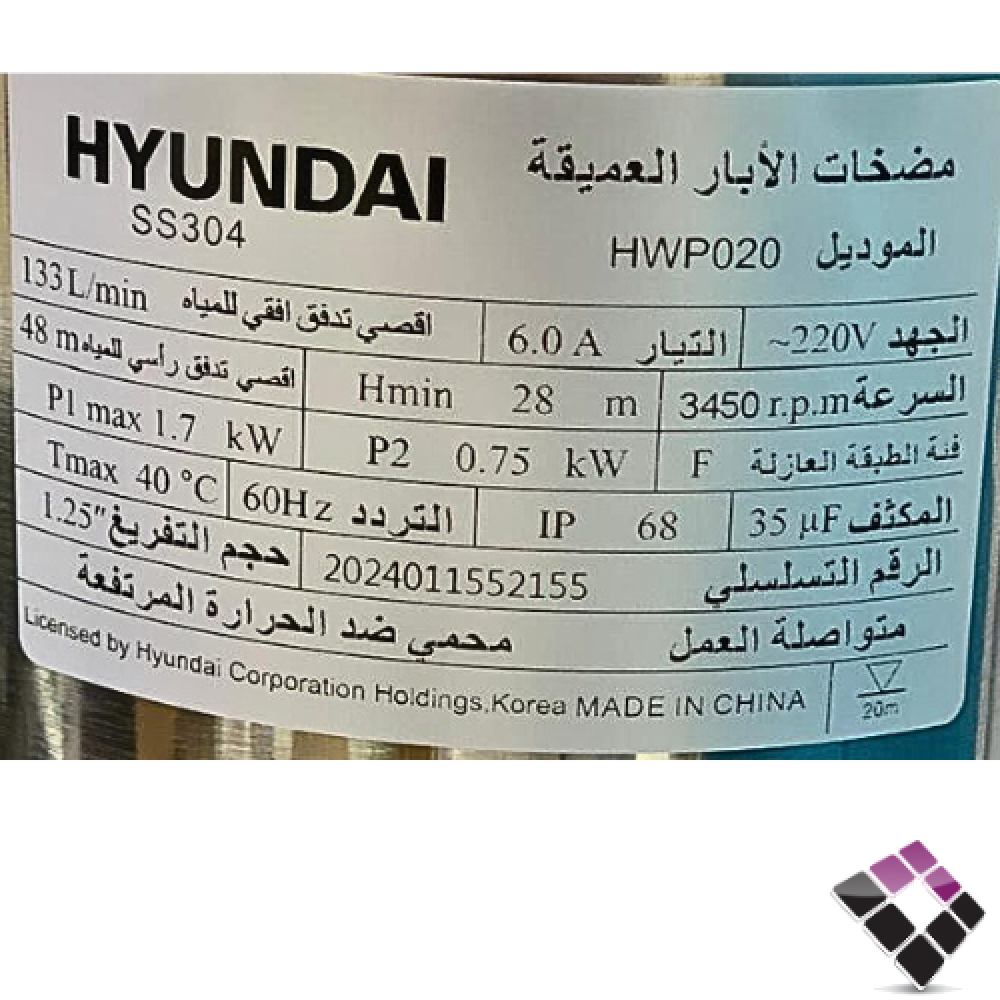 HYUNDAI
SS304
مضخات الأبار العميقة
الموديل HWP020
133 L/min اقصي تدفق افقي للمياه
6.0 A التيار
~220V الجهد
48 m اقصي تدفق رأسي للمياه
Hmin 28 m
3450 r.p.m السرعة
P1 max 1.7 kW
P2 0.75 kW
F فئة الطبقة العازلة
Tmax 40 °C
60Hz التردد
IP 68
35 µF المكثف
1.25" حجم التفريغ
2024011552155 الرقم التسلسلي
محمي ضد الحرارة المرتفعة
متواصلة العمل
Licensed by Hyundai Corporation Holdings.Korea MADE IN CHINA
20m